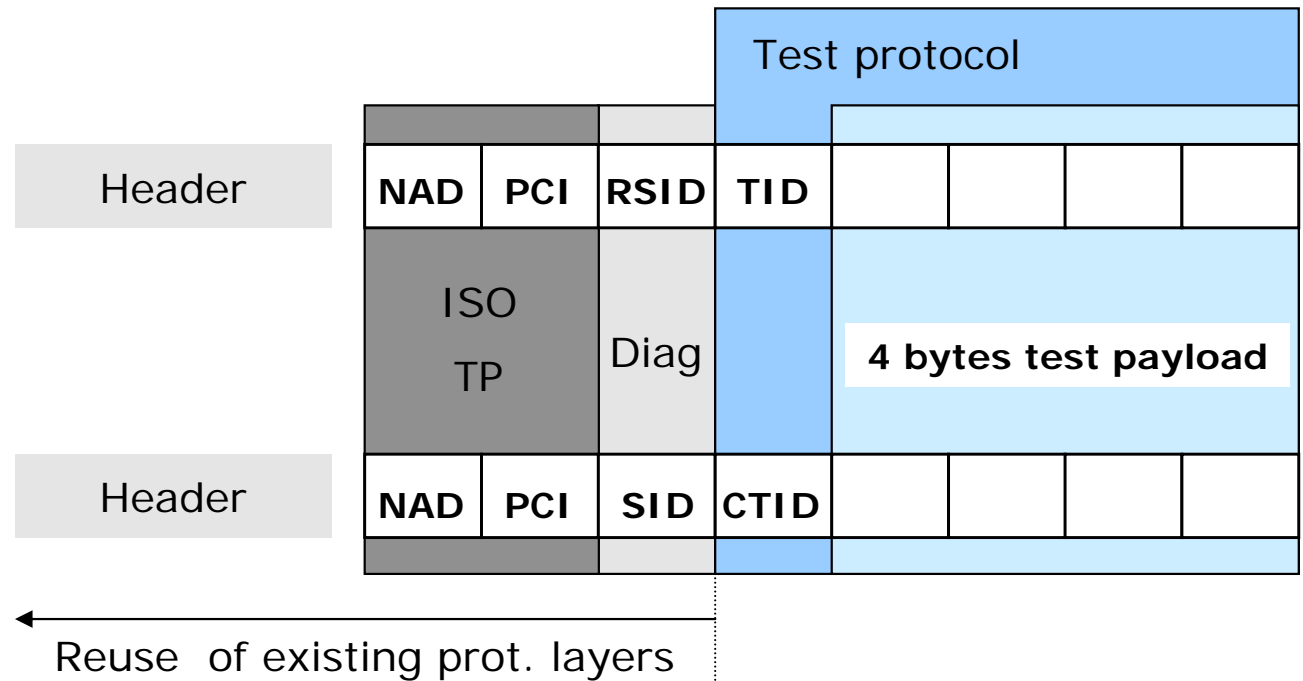 Test protocol
Header
NAD PCI RSID TID
ISO
TP
Diag
4 bytes test payload
Header
NAD PCI SID CTID
Reuse of existing prot. layers